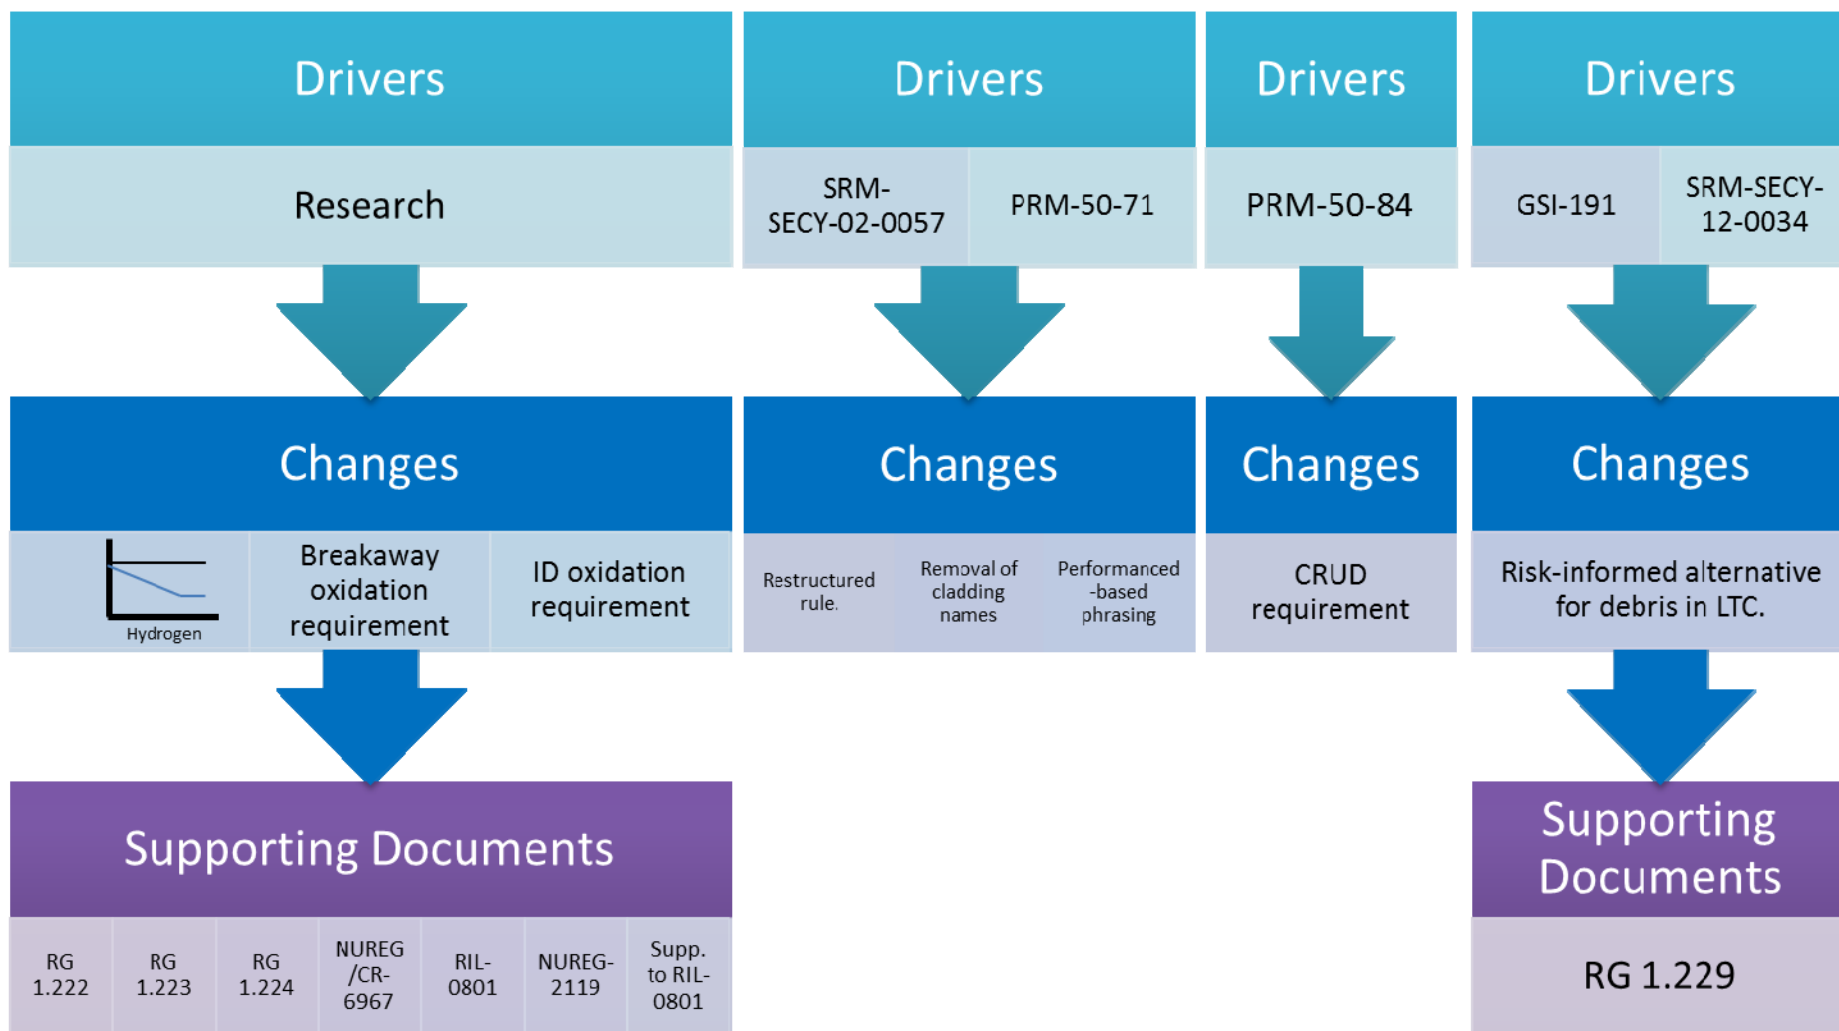 Drivers
Drivers
Drivers
Drivers
Research
SRM-
SECY-02-0057
PRM-50-71
PRM-50-84
GSI-191
SRM-SECY-
12-0034
Changes
Changes
Changes
Changes
Hydrogen
Breakaway
oxidation
requirement
ID oxidation
requirement
Restructured
rule.
Removal of
cladding
names
Performanced
-based
phrasing
CRUD
requirement
Risk-informed alternative
for debris in LTC.
Supporting Documents
Supporting
Documents
RG
1.222
RG
1.223
RG
1.224
NUREG
/CR-
6967
RIL-
0801
NUREG-
2119
Supp.
to RIL-
0801
RG 1.229